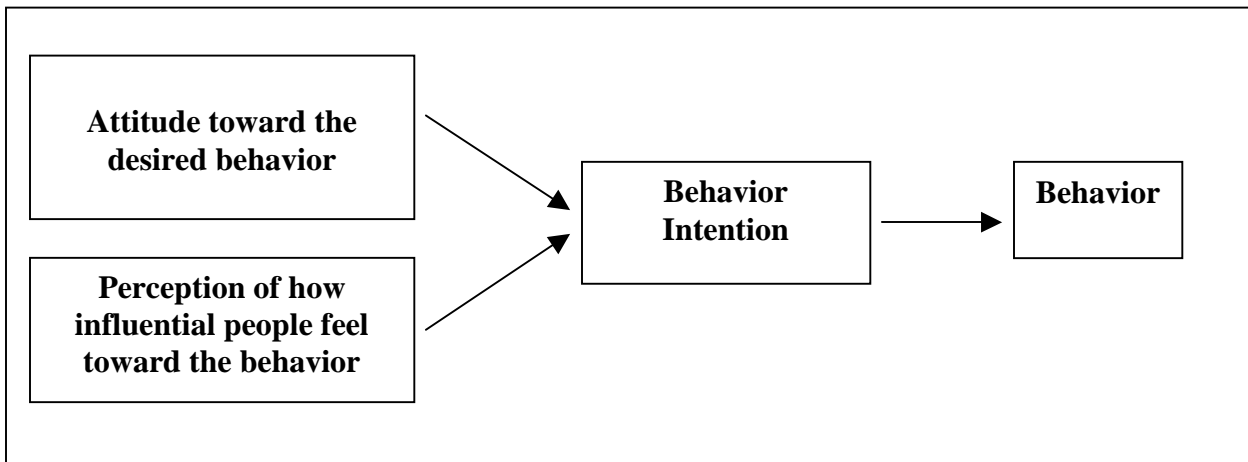 Attitude toward the
desired behavior
Perception of how
influential people feel
toward the behavior
Behavior
Intention
Behavior